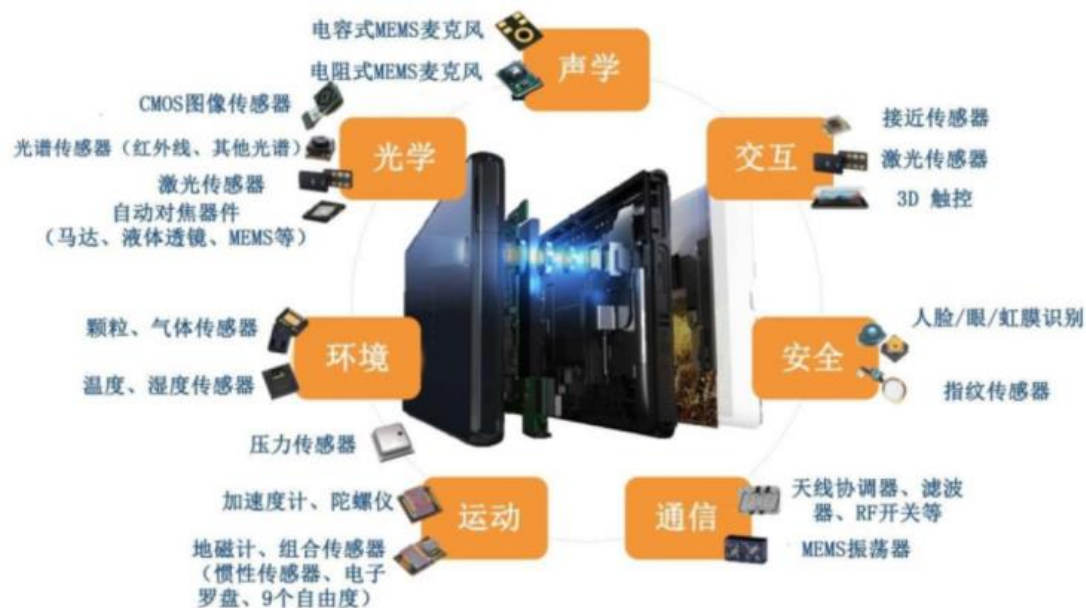 电容式MEMS麦克风
电阻式MEMS麦克风
声学
CMOS图像传感器
光谱传感器（红外线、其他光谱）
激光传感器
自动对焦器件
（马达、液体透镜、MEMS等）
光学
接近传感器
激光传感器
3D 触控
交互
颗粒、气体传感器
温度、湿度传感器
压力传感器
环境
人脸/眼/虹膜识别
指纹传感器
安全
加速度计、陀螺仪
地磁计、组合传感器
（惯性传感器、电子
罗盘、9个自由度）
运动
天线协调器、滤波
器、RF开关等
MEMS振荡器
通信